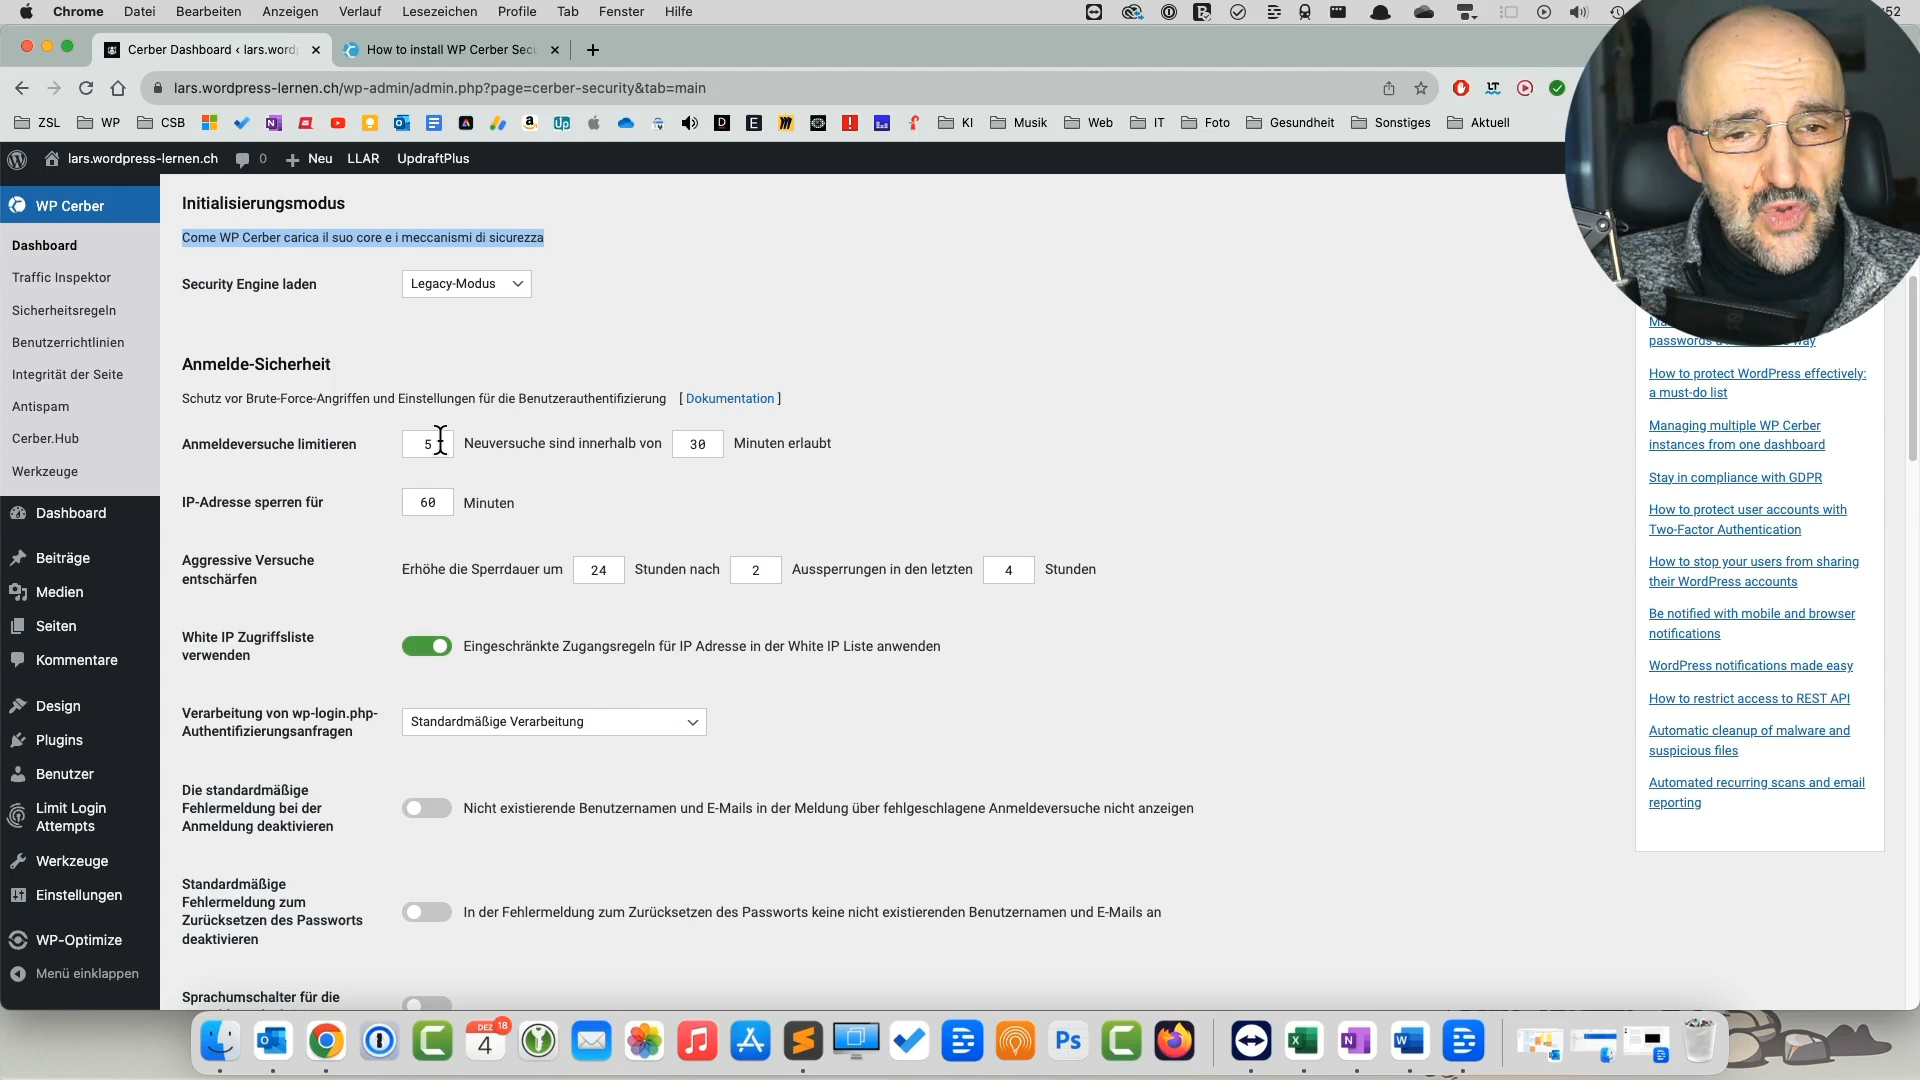 Chrome Datei Bearbeiten Anzeigen Verlauf Lesezeichen Profile Tab Fenster Hilfe
:52
Cerber Dashboard ‹ lars.word
How to install WP Cerber Sec
lars.wordpress-lernen.ch/wp-admin/admin.php?page=cerber-security&tab=main
ZSL WP CSB KI Musik Web IT Foto Gesundheit Sonstiges Aktuell
lars.wordpress-lernen.ch 0 Neu LLAR UpdraftPlus
WP Cerber
Dashboard
Traffic Inspektor
Sicherheitsregeln
Benutzerrichtlinien
Integrität der Seite
Antispam
Cerber.Hub
Werkzeuge
Dashboard
Beiträge
Medien
Seiten
Kommentare
Design
Plugins
Benutzer
Limit Login
Attempts
Werkzeuge
Einstellungen
WP-Optimize
Menü einklappen
Initialisierungsmodus
Come WP Cerber carica il suo core e i meccanismi di sicurezza
Security Engine laden Legacy-Modus
Anmelde-Sicherheit
Schutz vor Brute-Force-Angriffen und Einstellungen für die Benutzerauthentifizierung [ Dokumentation ]
Anmeldeversuche limitieren 5 Neuversuche sind innerhalb von 30 Minuten erlaubt
IP-Adresse sperren für 60 Minuten
Aggressive Versuche
entschärfen
Erhöhe die Sperrdauer um 24 Stunden nach 2 Aussperrungen in den letzten 4 Stunden
White IP Zugriffsliste
verwenden
Eingeschränkte Zugangsregeln für IP Adresse in der White IP Liste anwenden
Verarbeitung von wp-login.php-
Authentifizierungsanfragen
Standardmäßige Verarbeitung
Die standardmäßige
Fehlermeldung bei der
Anmeldung deaktivieren
Nicht existierende Benutzernamen und E-Mails in der Meldung über fehlgeschlagene Anmeldeversuche nicht anzeigen
Standardmäßige
Fehlermeldung zum
Zurücksetzen des Passworts
deaktivieren
In der Fehlermeldung zum Zurücksetzen des Passworts keine nicht existierenden Benutzernamen und E-Mails an
Sprachumschalter für die
passwords a way
How to protect WordPress effectively:
a must-do list
Managing multiple WP Cerber
instances from one dashboard
Stay in compliance with GDPR
How to protect user accounts with
Two-Factor Authentication
How to stop your users from sharing
their WordPress accounts
Be notified with mobile and browser
notifications
WordPress notifications made easy
How to restrict access to REST API
Automatic cleanup of malware and
suspicious files
Automated recurring scans and email
reporting
DEZ 18
4
Ps